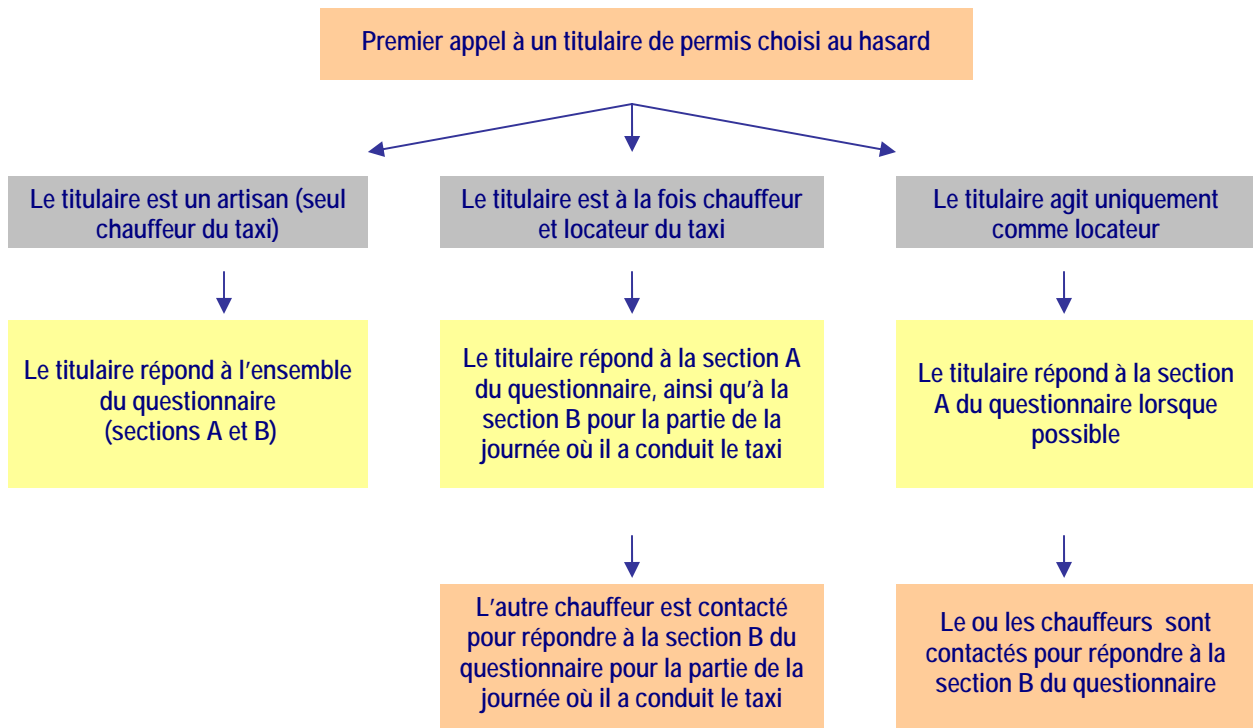 Premier appel à un titulaire de permis choisi au hasard
Le titulaire est un artisan (seul
chauffeur du taxi)
Le titulaire est à la fois chauffeur
et locateur du taxi
Le titulaire agit uniquement
comme locateur
Le titulaire répond à l'ensemble
du questionnaire
(sections A et B)
Le titulaire répond à la section A
du questionnaire, ainsi qu'à la
section B pour la partie de la
journée où il a conduit le taxi
Le titulaire répond à la section
A du questionnaire lorsque
possible
L'autre chauffeur est contacté
pour répondre à la section B du
questionnaire pour la partie de la
journée où il a conduit le taxi
Le ou les chauffeurs sont
contactés pour répondre à la
section B du questionnaire